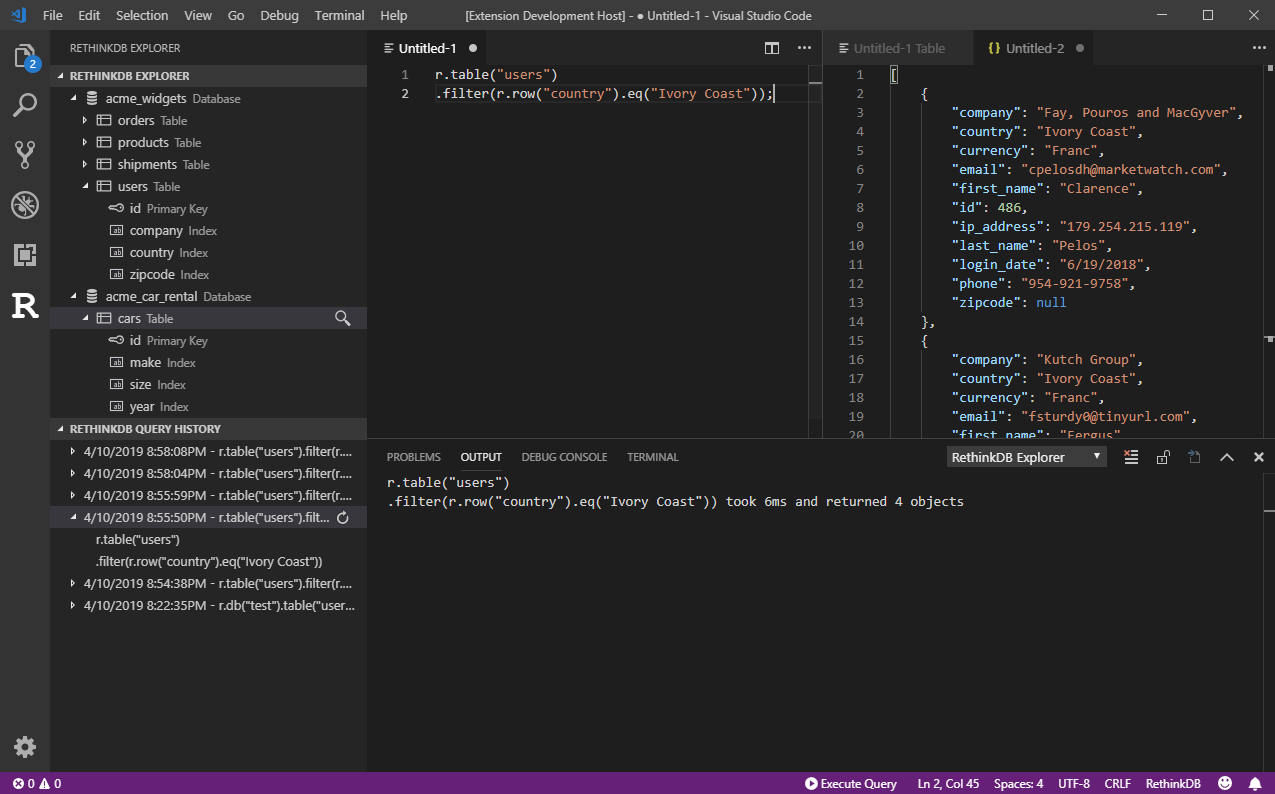 File Edit Selection View Go Debug Terminal Help [Extension Development Host] - ● Untitled-1 - Visual Studio Code
2
R
RETHINKDB EXPLORER
RETHINKDB EXPLORER
acme_widgets Database
orders Table
products Table
shipments Table
users Table
id Primary Key
company Index
country Index
zipcode Index
acme_car_rental Database
cars Table
id Primary Key
make Index
size Index
year Index
RETHINKDB QUERY HISTORY
4/10/2019 8:58:08PM - r.table("users").filter(r....
4/10/2019 8:58:04PM - r.table("users").filter(r....
4/10/2019 8:55:59PM - r.table("users").filter(r....
4/10/2019 8:55:50PM - r.table("users").filt...
r.table("users")
.filter(r.row("country").eq("Ivory Coast"))
4/10/2019 8:54:38PM - r.table("users").filter(r....
4/10/2019 8:22:35PM - r.db("test").table("user...
Untitled-1 ●
1 r.table("users")
2 .filter(r.row("country").eq("Ivory Coast"));
Untitled-1 Table {} Untitled-2 ●
1 [
2 {
3 "company": "Fay, Pouros and MacGyver",
4 "country": "Ivory Coast",
5 "currency": "Franc",
6 "email": "cpelosdh@marketwatch.com",
7 "first_name": "Clarence",
8 "id": 486,
9 "ip_address": "179.254.215.119",
10 "last_name": "Pelos",
11 "login_date": "6/19/2018",
12 "phone": "954-921-9758",
13 "zipcode": null
14 },
15 {
16 "company": "Kutch Group",
17 "country": "Ivory Coast",
18 "currency": "Franc",
19 "email": "fsturdy0@tinyurl.com",
20 "first_name": "Fergus"
PROBLEMS OUTPUT DEBUG CONSOLE TERMINAL RethinkDB Explorer
r.table("users")
.filter(r.row("country").eq("Ivory Coast")) took 6ms and returned 4 objects
0 0 Execute Query Ln 2, Col 45 Spaces: 4 UTF-8 CRLF RethinkDB